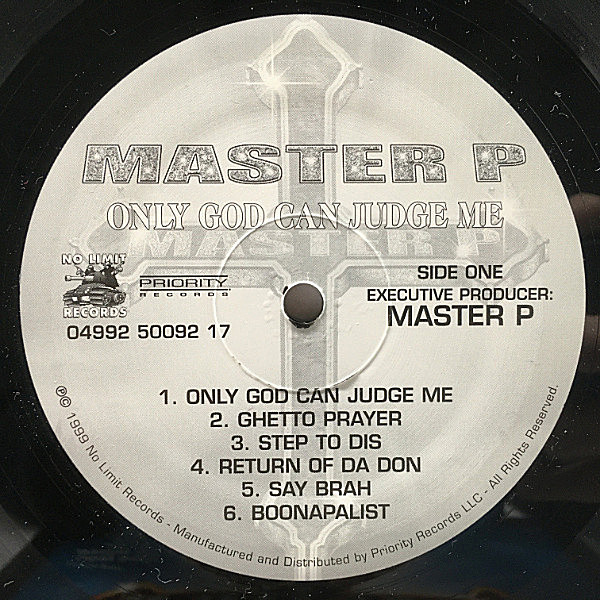 MASTER P
ONLY GOD CAN JUDGE ME
MASTER P
NO LIMIT
RECORDS
PRIORITY
RECORDS
04992 50092 17
SIDE ONE
EXECUTIVE PRODUCER:
MASTER P
1. ONLY GOD CAN JUDGE ME
2. GHETTO PRAYER
3. STEP TO DIS
4. RETURN OF DA DON
5. SAY BRAH
6. BOONAPALIST
℗© 1999 No Limit Records - Manufactured and Distributed by Priority Records LLC - All Rights Reserved.